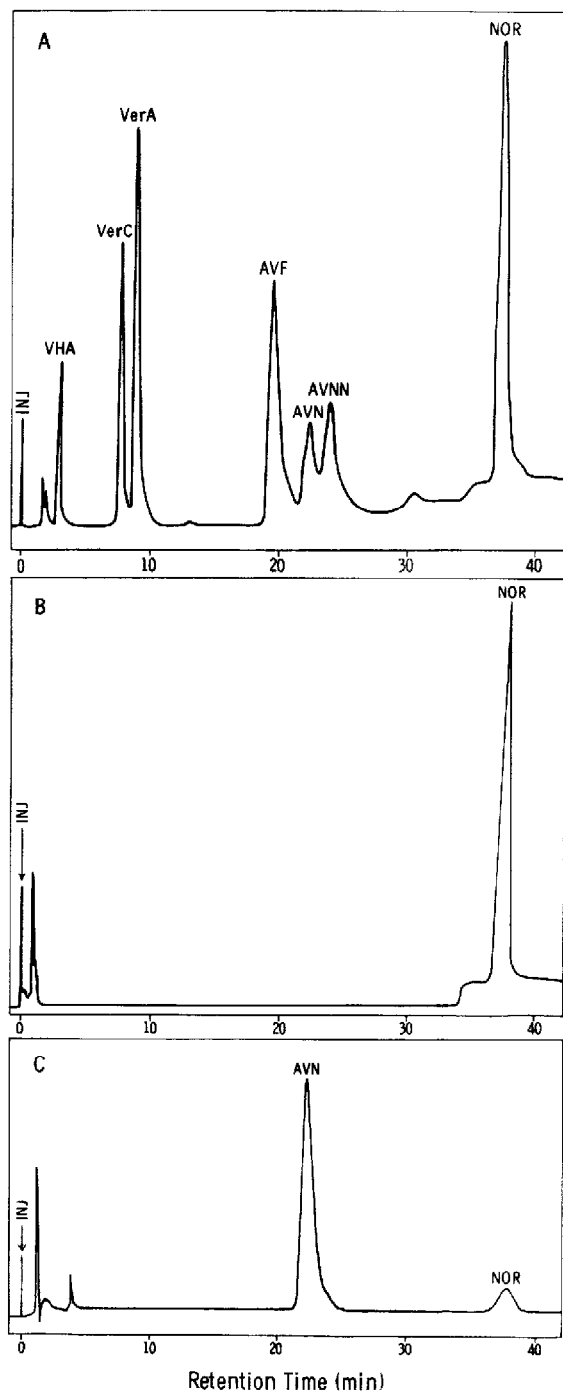 A
NOR
VerA
VerC
AVF
VHA
AVNN
AVN
INJ
0 10 20 30 40
B
NOR
INJ
0 10 20 30 40
C
AVN
INJ
NOR
0 10 20 30 40
Retention Time (min)